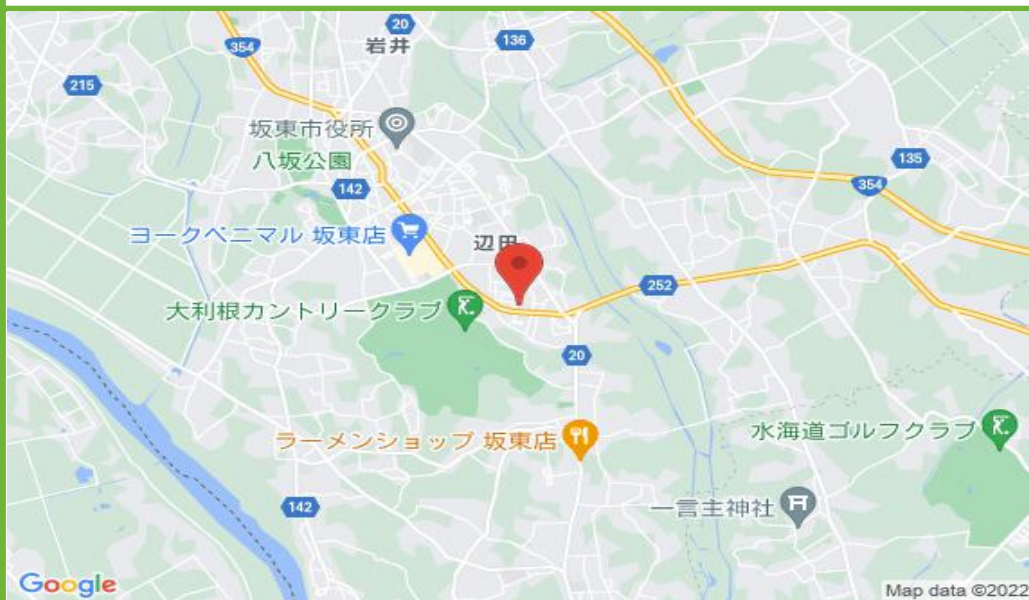 20
岩井
136
354
215
坂東市役所
八坂公園
135
142
354
ヨークベニマル 坂東店
辺田
252
大利根カントリークラブ
20
ラーメンショップ 坂東店
水海道ゴルフクラブ
142
一言主神社
Google
Map data ©2022